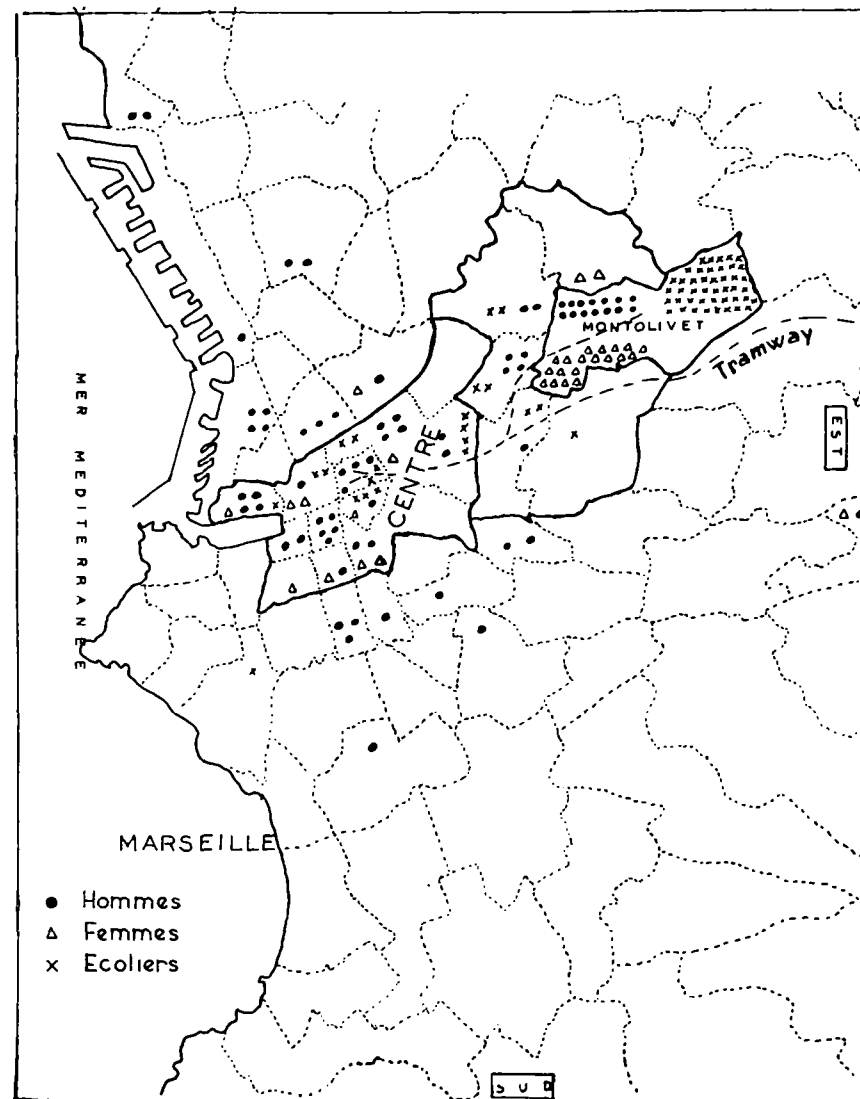 MONTOLIVET
Tramway
MER MEDITERRANEE
EST
CENTRE
MARSEILLE
Hommes
Femmes
Ecoliers
SUD